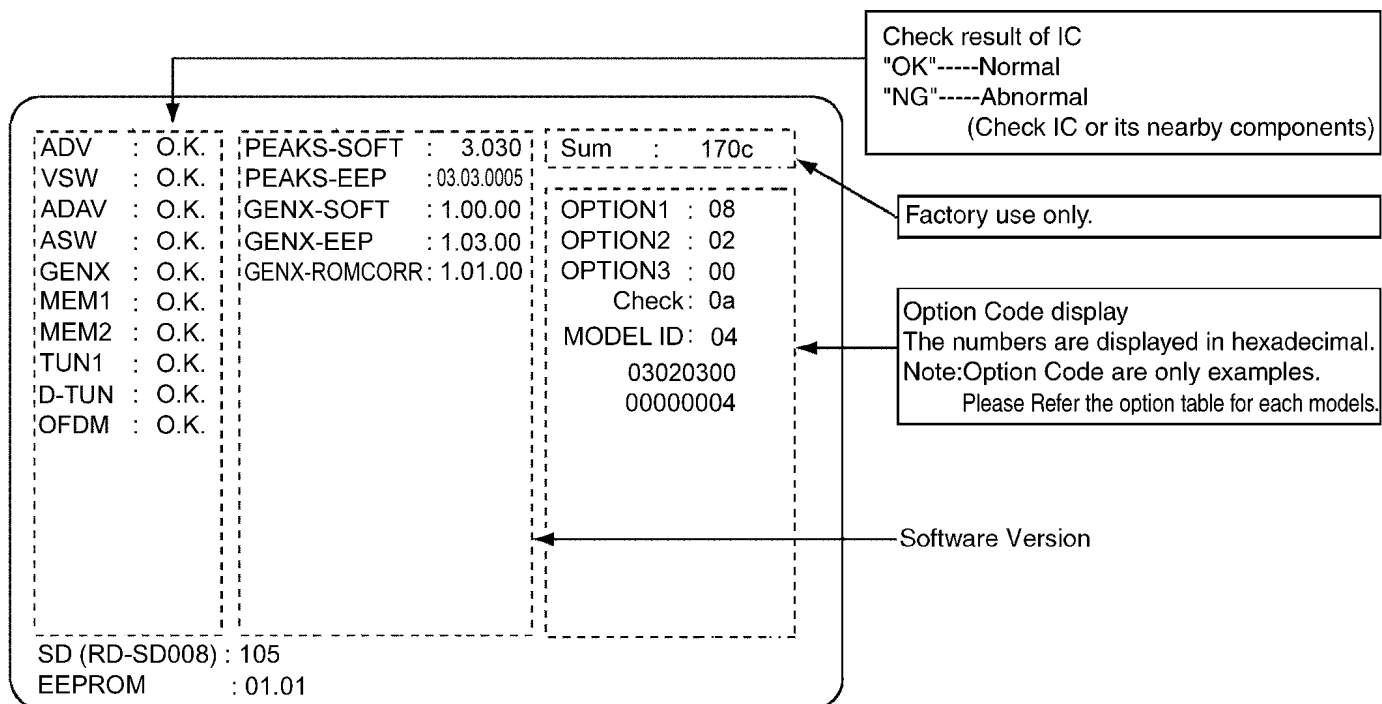 Check result of IC
"OK"-----Normal
"NG"-----Abnormal
(Check IC or its nearby components)
ADV : O.K.
VSW : O.K.
ADAV : O.K.
ASW : O.K.
GENX : O.K.
MEM1 : O.K.
MEM2 : O.K.
TUN1 : O.K.
D-TUN : O.K.
OFDM : O.K.
PEAKS-SOFT : 3.030
PEAKS-EEP : 03.03.0005
GENX-SOFT : 1.00.00
GENX-EEP : 1.03.00
GENX-ROMCORR : 1.01.00
Sum : 170c
OPTION1 : 08
OPTION2 : 02
OPTION3 : 00
Check : 0a
MODEL ID : 04
03020300
00000004
Factory use only.
Option Code display
The numbers are displayed in hexadecimal.
Note:Option Code are only examples.
Please Refer the option table for each models.
Software Version
SD (RD-SD008) : 105
EEPROM : 01.01